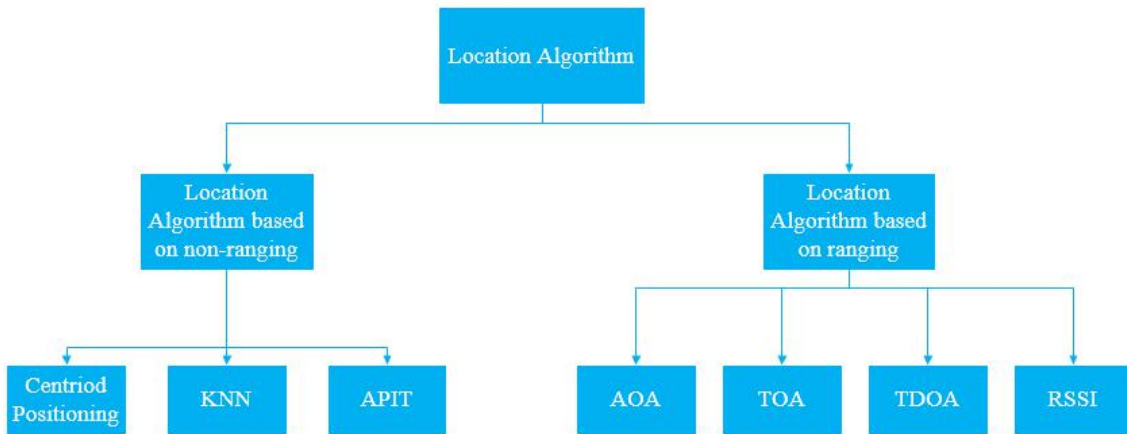 Location Algorithm
Location
Algorithm based
on non-ranging
Location
Algorithm based
on ranging
Centriod
Positioning
KNN
APIT
AOA
TOA
TDOA
RSSI